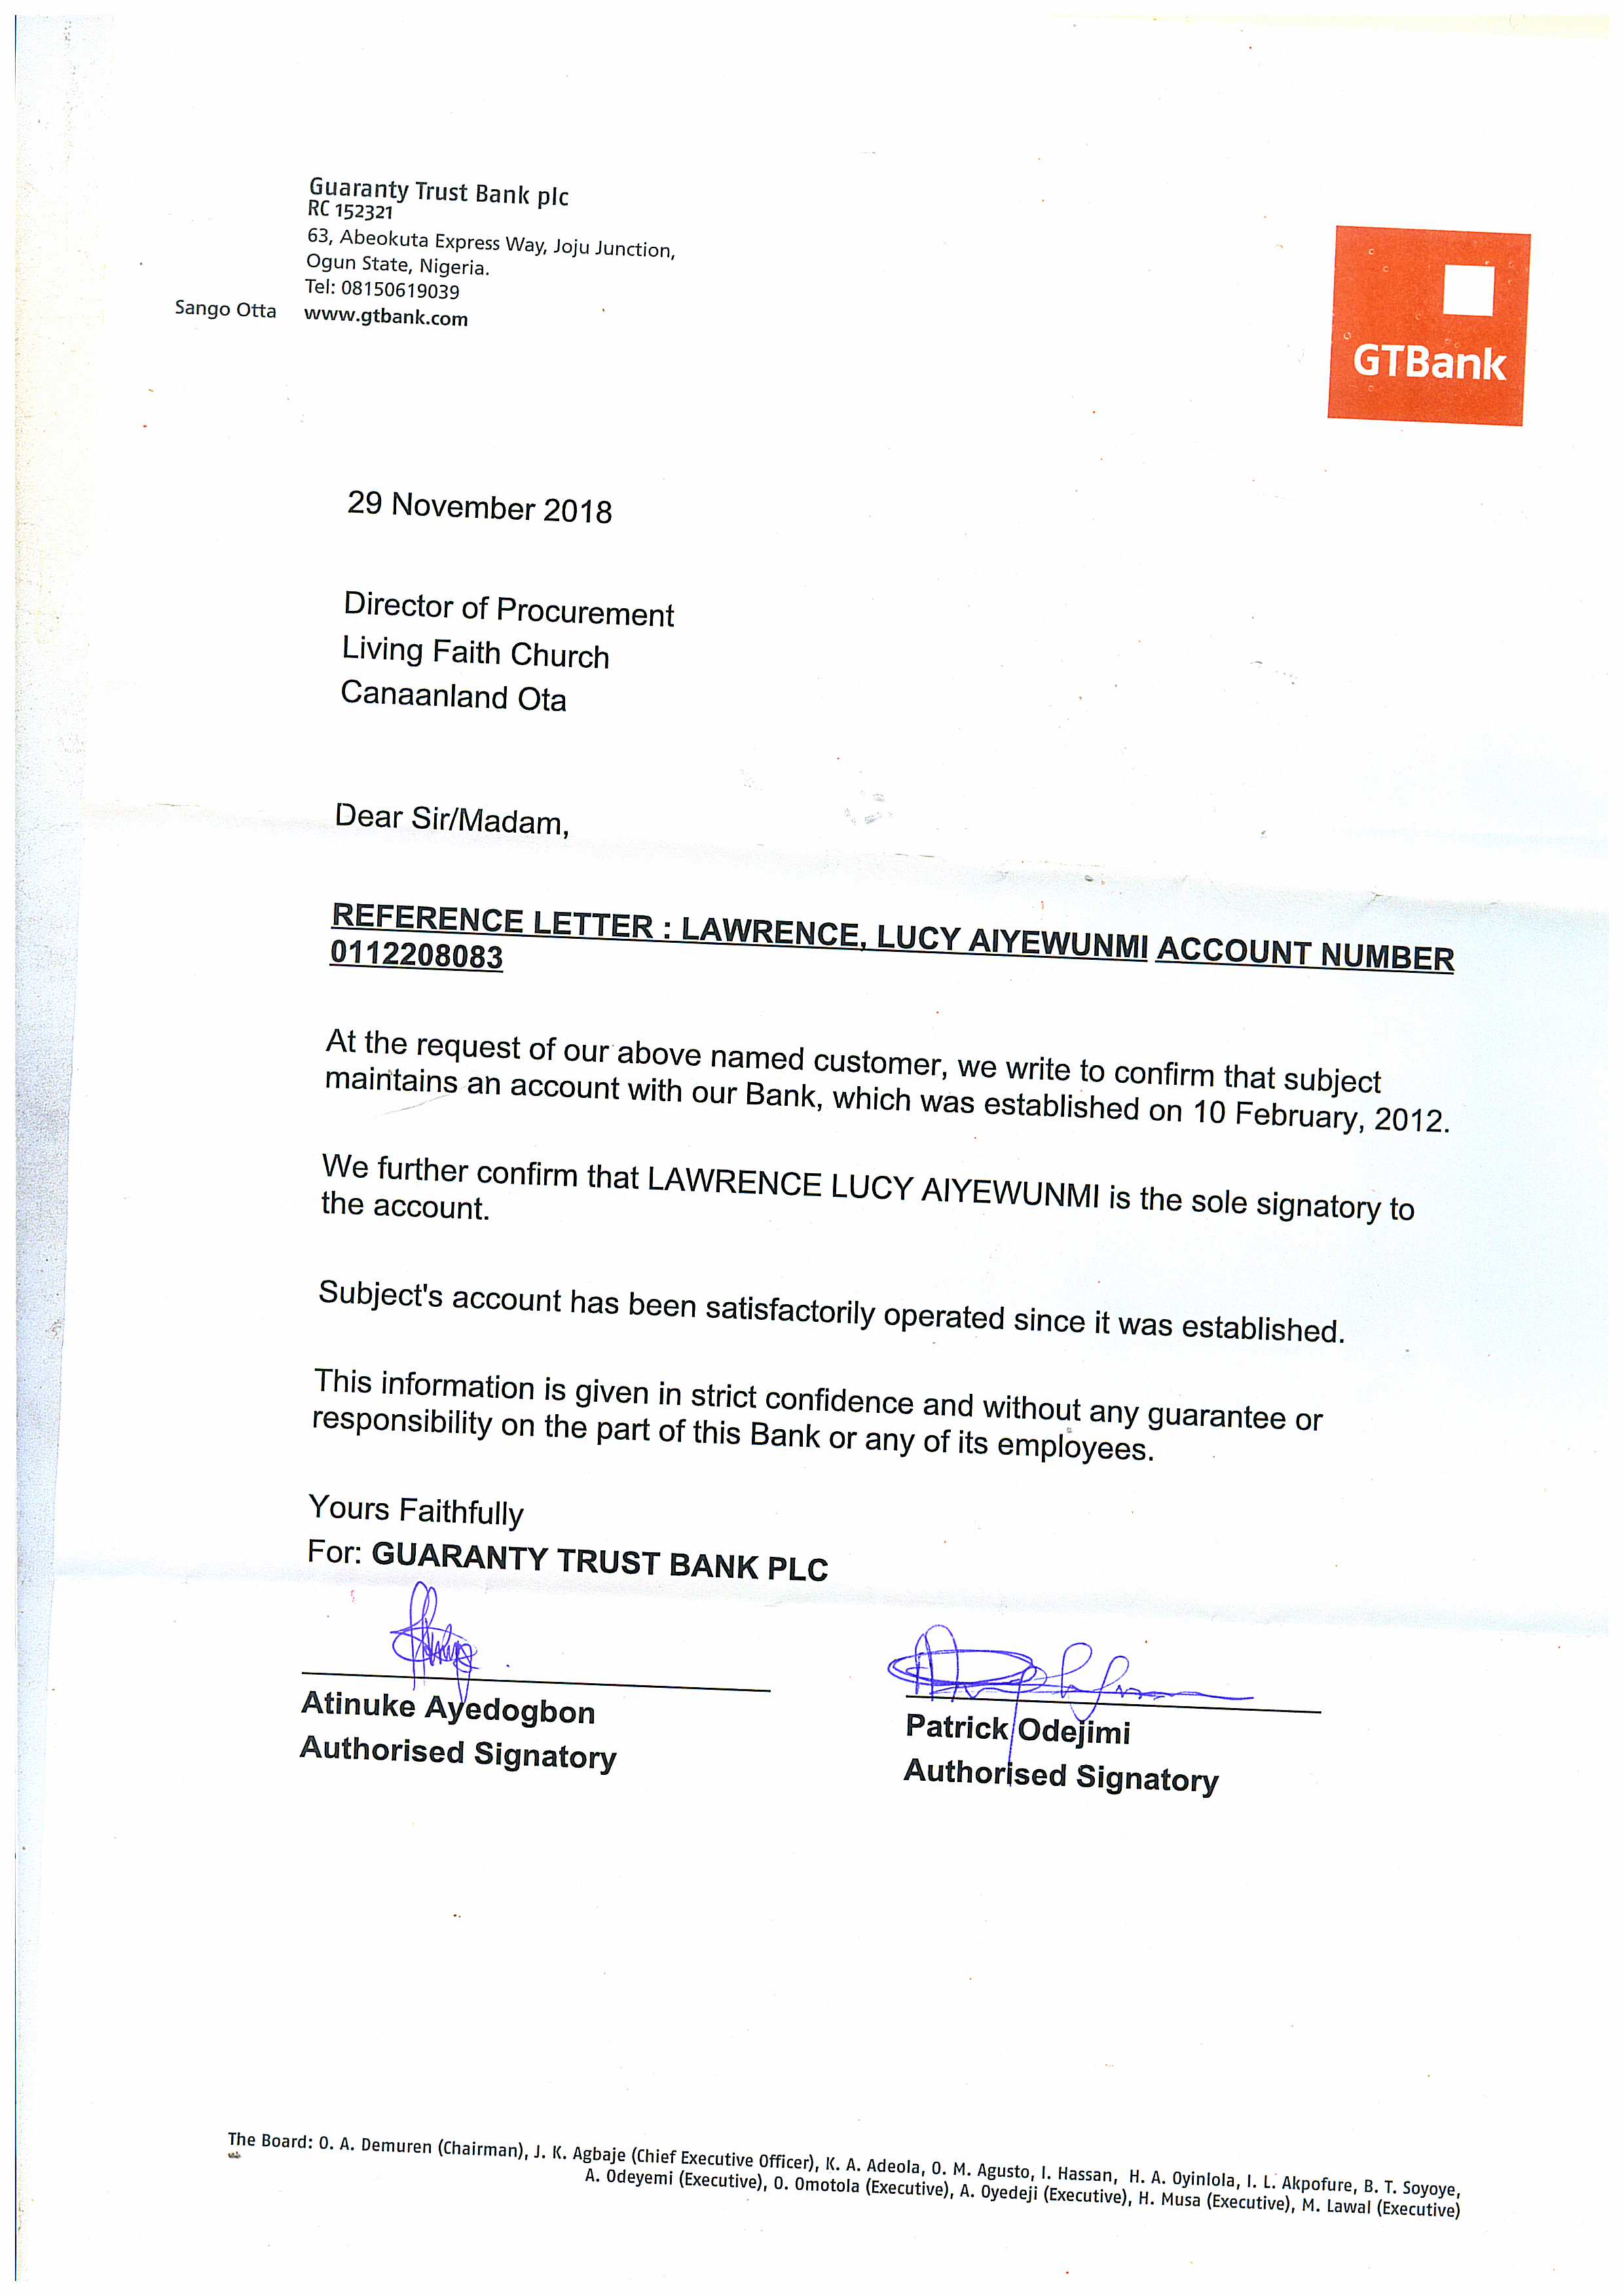 Guaranty Trust Bank plc
RC 152321
63, Abeokuta Express Way, Joju Junction,
Ogun State, Nigeria.
Tel: 08150619039
Sango Otta www.gtbank.com
GTBank
29 November 2018
Director of Procurement
Living Faith Church
Canaanland Ota
Dear Sir/Madam,
REFERENCE LETTER : LAWRENCE, LUCY AIYEWUNMI ACCOUNT NUMBER
0112208083
At the request of our above named customer, we write to confirm that subject
maintains an account with our Bank, which was established on 10 February, 2012.
We further confirm that LAWRENCE LUCY AIYEWUNMI is the sole signatory to
the account.
Subject's account has been satisfactorily operated since it was established.
This information is given in strict confidence and without any guarantee or
responsibility on the part of this Bank or any of its employees.
Yours Faithfully
For: GUARANTY TRUST BANK PLC
Atinuke Ayedogbon
Authorised Signatory
Patrick Odejimi
Authorised Signatory
The Board: O. A. Demuren (Chairman), J. K. Agbaje (Chief Executive Officer), K. A. Adeola, O. M. Agusto, I. Hassan, H. A. Oyinlola, I. L. Akpofure, B. T. Soyoye,
A. Odeyemi (Executive), O. Omotola (Executive), A. Oyedeji (Executive), H. Musa (Executive), M. Lawal (Executive)